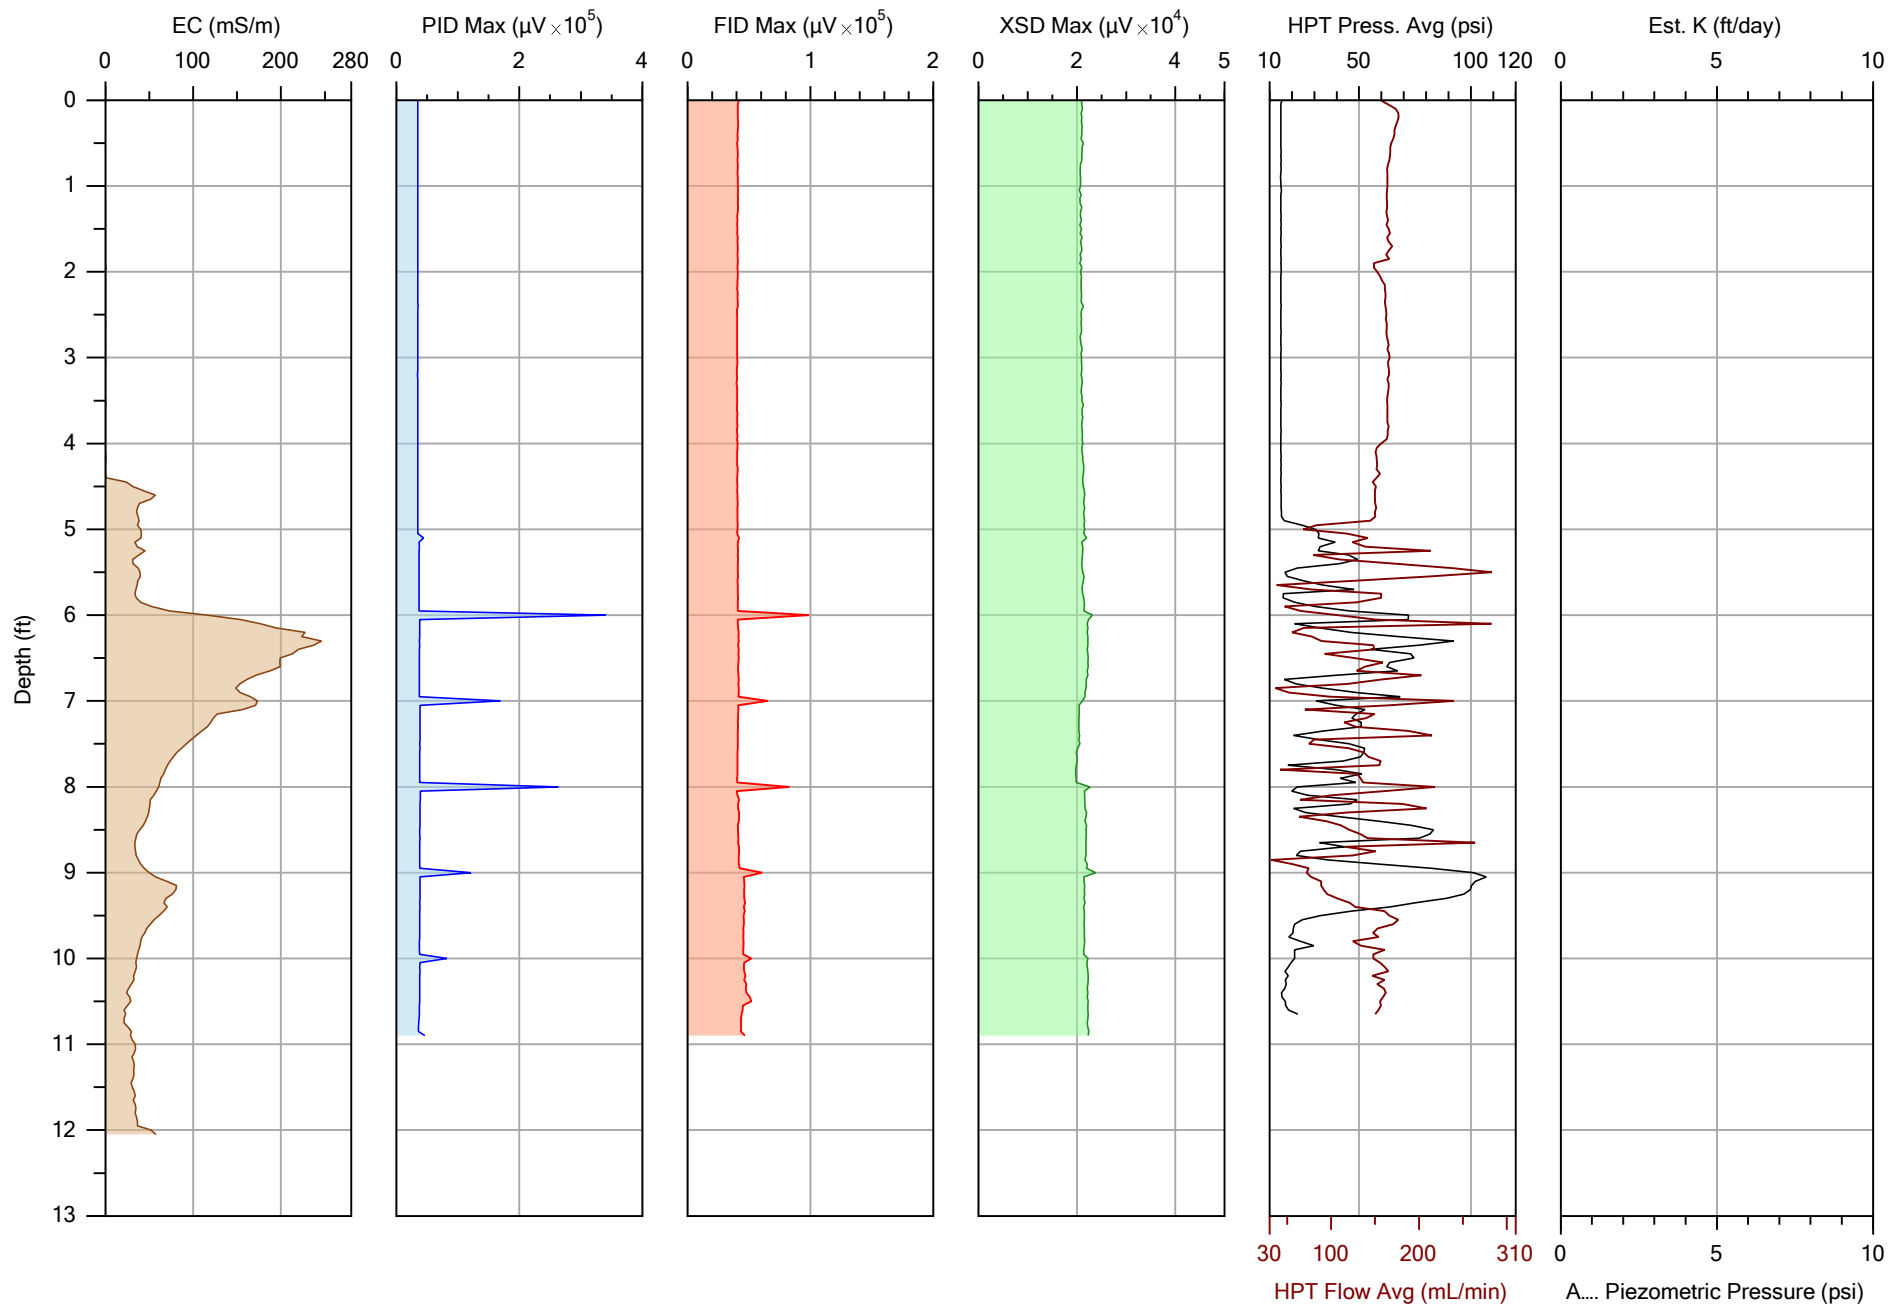 EC (mS/m) PID Max (µV ×10⁵) FID Max (µV ×10⁵) XSD Max (µV ×10⁴) HPT Press. Avg (psi) Est. K (ft/day)
0 100 200 280 0 2 4 0 1 2 0 2 4 5 10 50 100 120 0 5 10
0
1
2
3
4
5
6
Depth (ft)
7
8
9
10
11
12
13
30 100 200 310 0 5 10
HPT Flow Avg (mL/min) A.... Piezometric Pressure (psi)